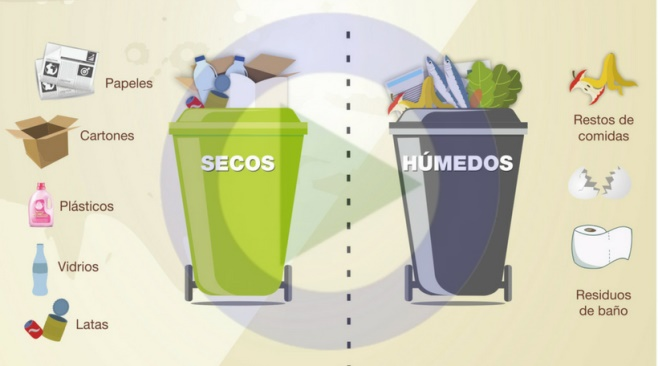 Papeles
Cartones
Plásticos
Vidrios
Latas
SECOS
HÚMEDOS
Restos de
comidas
Residuos
de baño